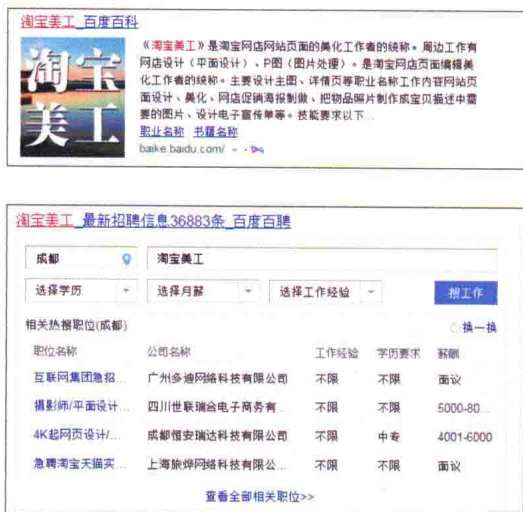 淘宝美工_百度百科
淘宝
美工
《淘宝美工》是淘宝网店网站页面的美化工作者的统称。周边工作有
网店设计（平面设计）、P图（图片处理）。是淘宝网店页面编辑美
化工作者的统称。主要设计主图、详情页等职业名称工作内容网站页
面设计、美化、网店促销海报制做、把物品照片制作成宝贝描述中需
要的图片、设计电子宣传单等。技能要求以下...
职业名称 书籍名称
baike.baidu.com/
淘宝美工_最新招聘信息36883条_百度百聘
成都 淘宝美工
选择学历 选择月薪 选择工作经验 搜工作
相关热搜职位(成都) 换一换
职位名称 公司名称 工作经验 学历要求 薪酬
互联网集团急招... 广州多迪网络科技有限公司 不限 不限 面议
摄影师/平面设计... 四川世联瑞合电子商务有... 不限 不限 5000-80...
4K起网页设计/... 成都恒安瑞达科技有限公司 不限 中专 4001-6000
急聘淘宝天猫实... 上海旅烨网络科技有限公... 不限 不限 面议
查看全部相关职位>>